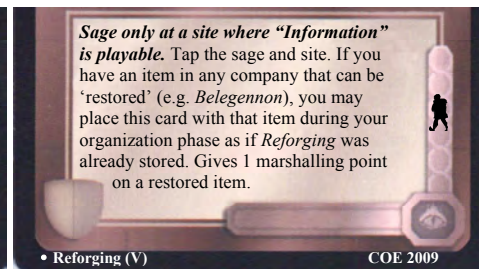 Sage only at a site where “Information”
is playable. Tap the sage and site. If you
have an item in any company that can be
‘restored’ (e.g. Belegennon), you may
place this card with that item during your
organization phase as if Reforging was
already stored. Gives 1 marshalling point
on a restored item.
• Reforging (V)
COE 2009